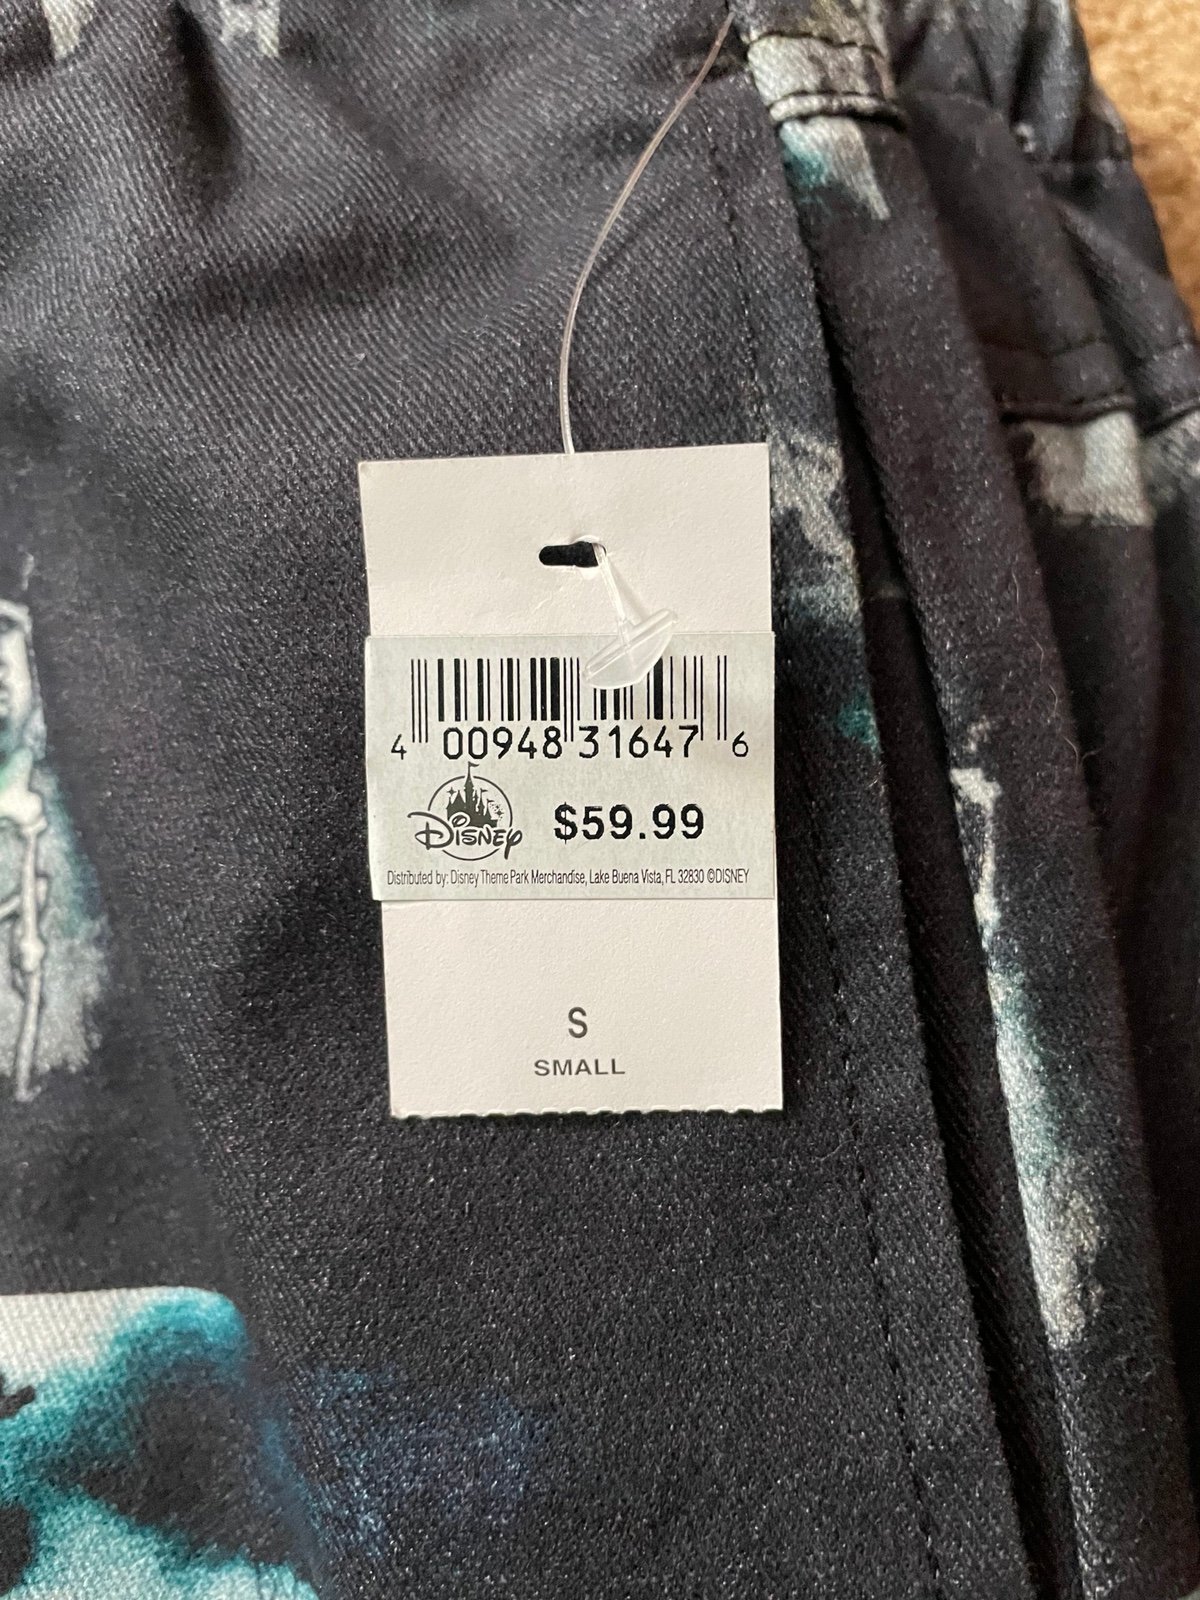 4 00948 31647 6
Disney $59.99
Distributed by: Disney Theme Park Merchandise, Lake Buena Vista, FL 32830 ©DISNEY
S
SMALL